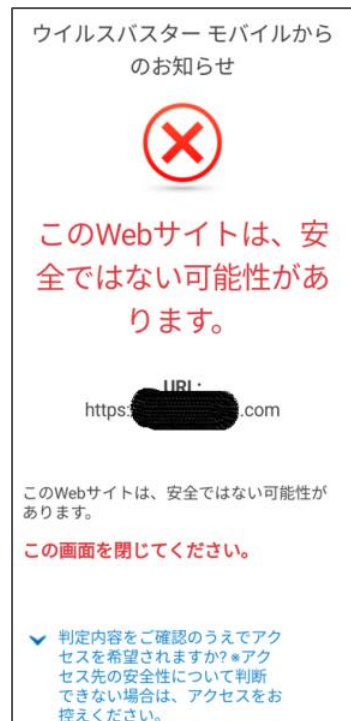 ウイルスバスター モバイルから
のお知らせ
このWebサイトは、安
全ではない可能性があ
ります。
URL:
https: .com
このWebサイトは、安全ではない可能性が
あります。
この画面を閉じてください。
判定内容をご確認のうえでアク
セスを希望されますか? ※アク
セス先の安全性について判断
できない場合は、アクセスをお
控えください。